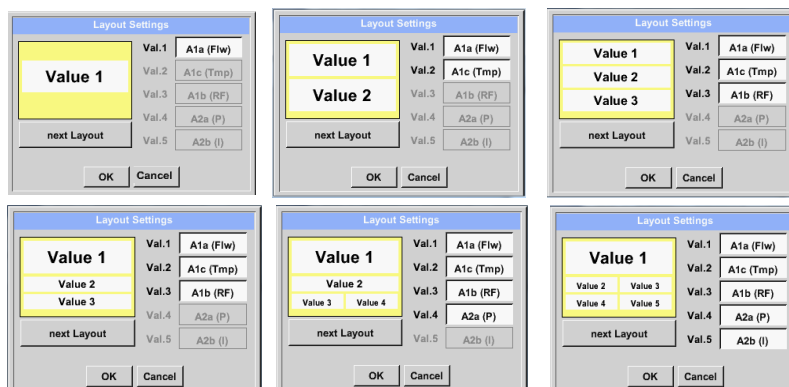 Layout Settings
Value 1
Val.1 A1a (Flw)
Val.2 A1c (Tmp)
Val.3 A1b (RF)
Val.4 A2a (P)
Val.5 A2b (I)
next Layout
OK Cancel
Layout Settings
Value 1
Value 2
Val.1 A1a (Flw)
Val.2 A1c (Tmp)
Val.3 A1b (RF)
Val.4 A2a (P)
Val.5 A2b (I)
next Layout
OK Cancel
Layout Settings
Value 1
Value 2
Value 3
Val.1 A1a (Flw)
Val.2 A1c (Tmp)
Val.3 A1b (RF)
Val.4 A2a (P)
Val.5 A2b (I)
next Layout
OK Cancel
Layout Settings
Value 1
Value 2
Value 3
Val.1 A1a (Flw)
Val.2 A1c (Tmp)
Val.3 A1b (RF)
Val.4 A2a (P)
Val.5 A2b (I)
next Layout
OK Cancel
Layout Settings
Value 1
Value 2
Value 3 Value 4
Val.1 A1a (Flw)
Val.2 A1c (Tmp)
Val.3 A1b (RF)
Val.4 A2a (P)
Val.5 A2b (I)
next Layout
OK Cancel
Layout Settings
Value 1
Value 2 Value 3
Value 4 Value 5
Val.1 A1a (Flw)
Val.2 A1c (Tmp)
Val.3 A1b (RF)
Val.4 A2a (P)
Val.5 A2b (I)
next Layout
OK Cancel